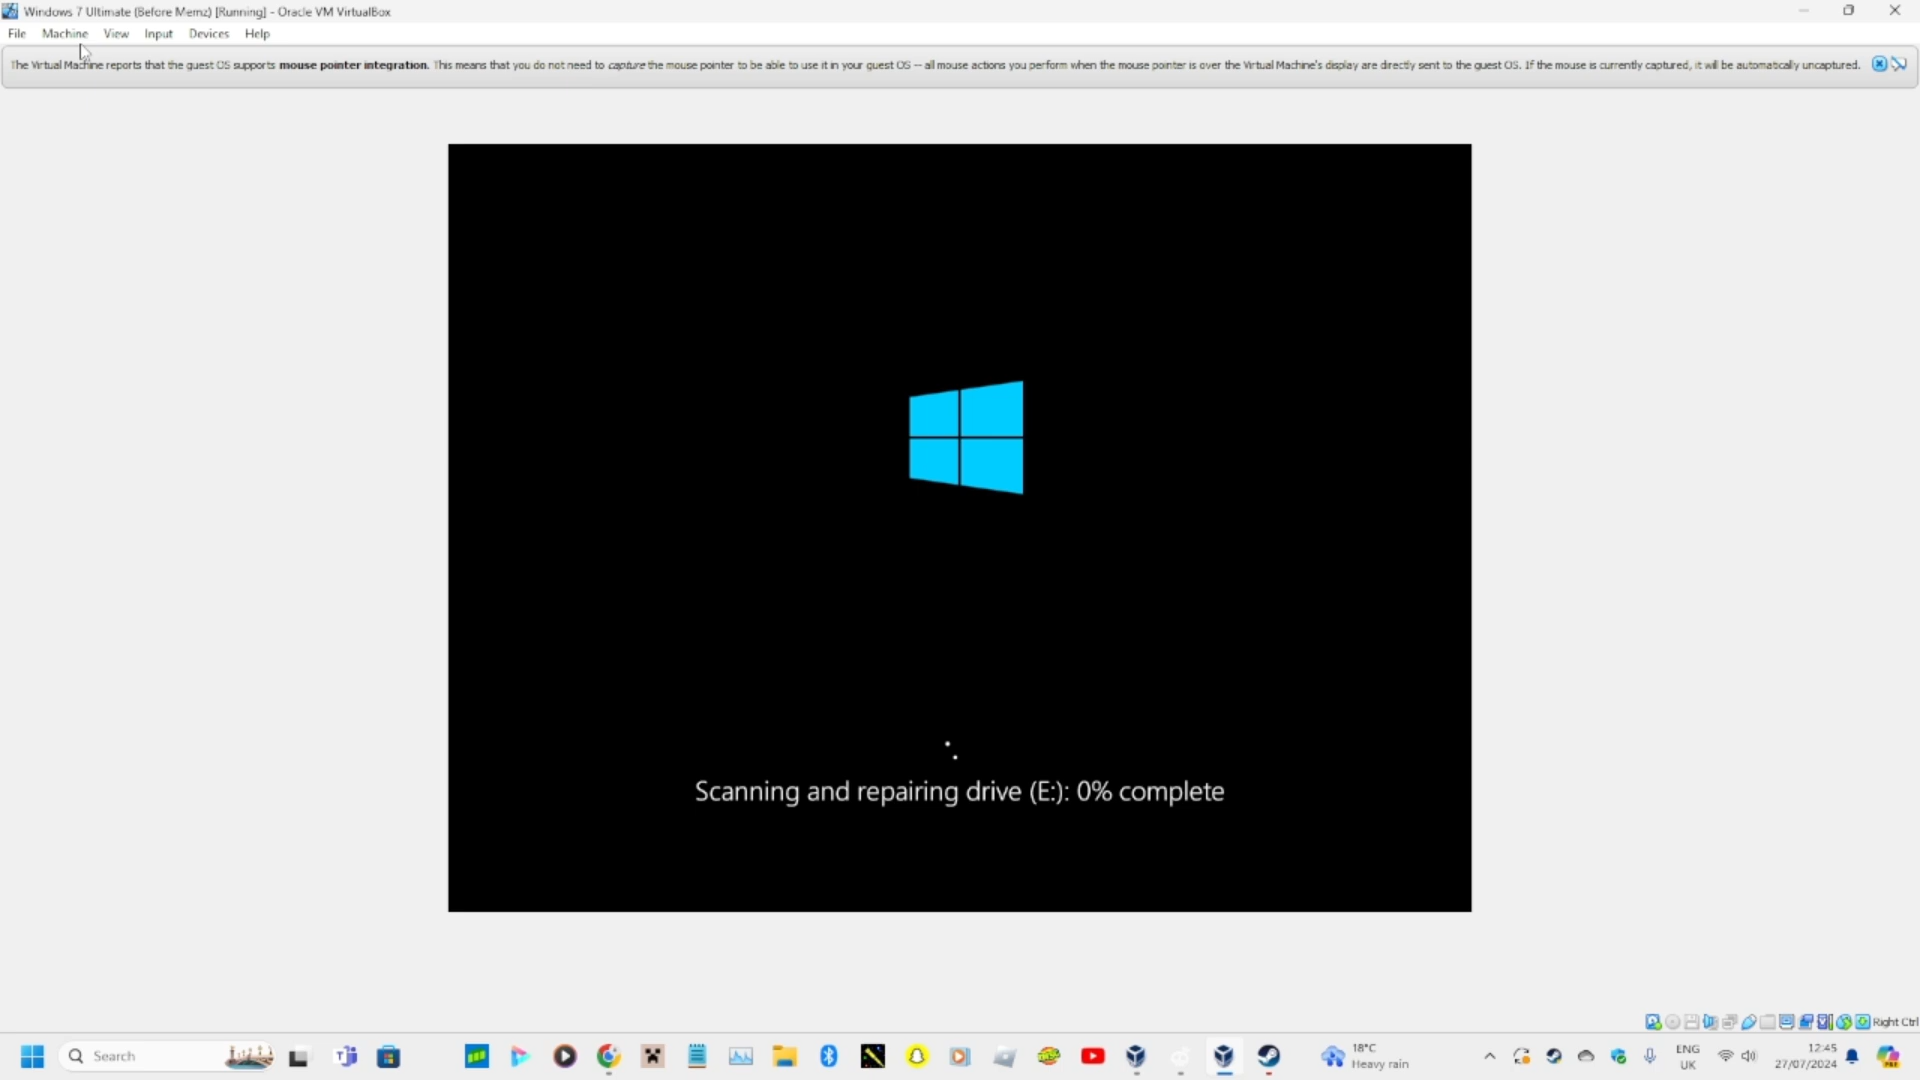 Windows 7 Ultimate (Before Memz) [Running] - Oracle VM VirtualBox
File Machine View Input Devices Help
The Virtual Machine reports that the guest OS supports mouse pointer integration. This means that you do not need to capture the mouse pointer to be able to use it in your guest OS -- all mouse actions you perform when the mouse pointer is over the Virtual Machine's display are directly sent to the guest OS. If the mouse is currently captured, it will be automatically uncaptured.
Scanning and repairing drive (E:): 0% complete
Right Ctrl
Search
18°C
Heavy rain
ENG
UK
12:45
27/07/2024